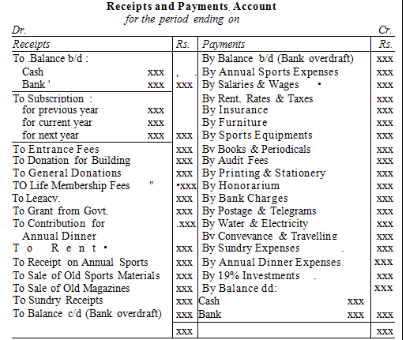 Receipts and Payments Account
for the period ending on
Dr. Cr.
Receipts Rs. Payments Rs.
To .Balance b/d : By Balance b/d (Bank overdraft) xxx
Cash xxx , . By Annual Sports Expenses xxx
Bank ' xxx xxx By Salaries & Wages • xxx
To Subscription : By Rent, Rates & Taxes xxx
for previous year xxx By Insurance xxx
for current year xxx By Furniture xxx
for next year xxx xxx By Sports Equipments xxx
To Entrance Fees xxx By Books & Periodicals xxx
To Donation for Building xxx By Audit Fees xxx
To General Donations xxx By Printing & Stationery xxx
TO Life Membership Fees " •xxx By Honorarium xxx
To Legacy. xxx By Bank Charges xxx
To Grant from Govt. xxx By Postage & Telegrams xxx
To Contribution for .xxx By Water & Electricity xxx
Annual Dinner By Conveyance & Travelling xxx
To Rent • xxx By Sundry Expenses . xxx
To Receipt on Annual Sports xxx By Annual Dinner Expenses xxx
To Sale of Old Sports Materials xxx By 19% Investments . xxx
To Sale of Old Magazines xxx By Balance dd: xxx
To Sundry Receipts xxx Cash xxx
To Balance c/d (Bank overdraft) xxx Bank xxx xxx
xxx xxx